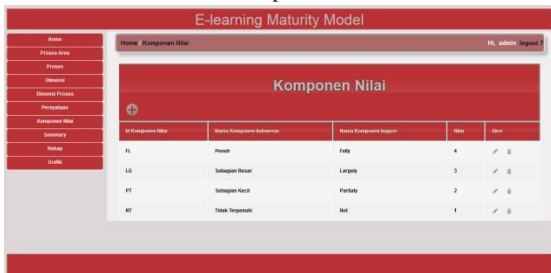 E-learning Maturity Model
Home
Proses Area
Proses
Dimensi
Dimensi Proses
Pernyataan
Komponen Nilai
Summary
Rekap
Grafik
Home / Komponen Nilai
Hi, admin logout ?
Komponen Nilai
Id Komponen Nilai Nama Komponen Indonesia Nama Komponen Inggris Nilai Aksi
FL Penuh Fully 4
LG Sebagian Besar Largely 3
PT Sebagian Kecil Partialy 2
NT Tidak Terpenuhi Not 1